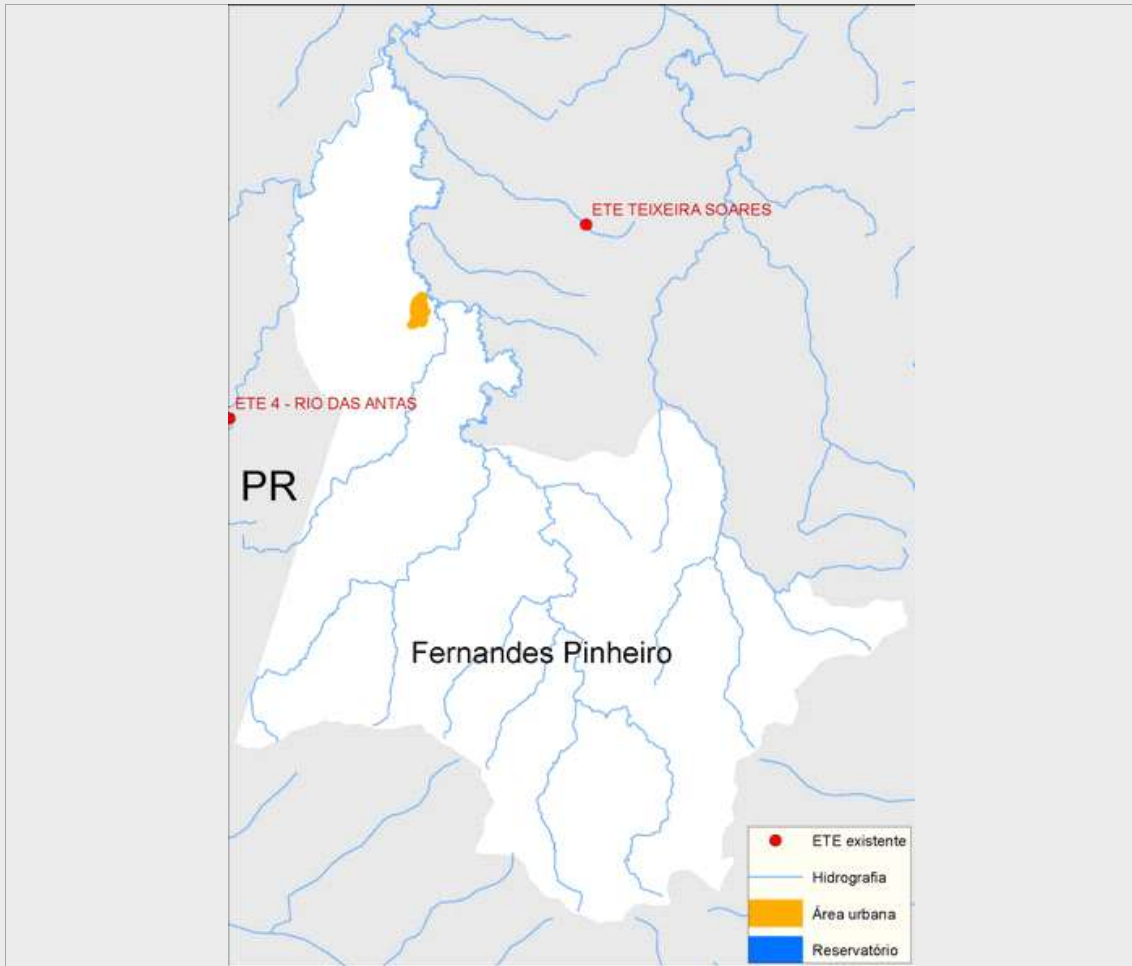 ETE TEIXEIRA SOARES
ETE 4 - RIO DAS ANTAS
PR
Fernandes Pinheiro
ETE existente
Hidrografia
Área urbana
Reservatório